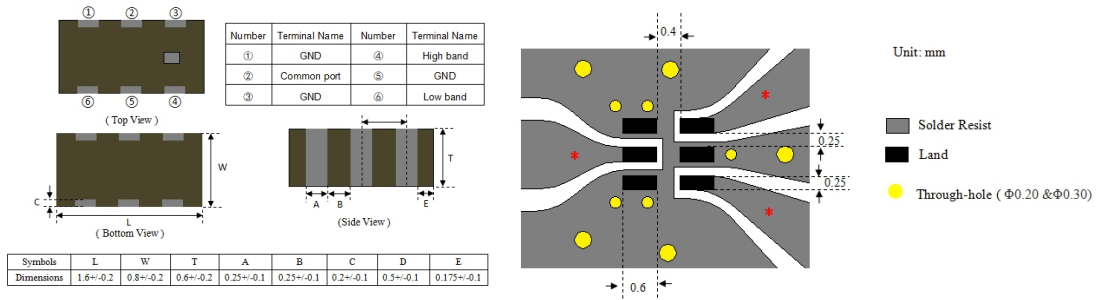 ① ② ③
⑥ ⑤ ④
( Top View )
Number Terminal Name Number Terminal Name
① GND ④ High band
② Common port ⑤ GND
③ GND ⑥ Low band
W
C
L
( Bottom View )
T
A B E
(Side View)
Symbols L W T A B C D E
Dimensions 1.6+/-0.2 0.8+/-0.2 0.6+/-0.2 0.25+/-0.1 0.25+/-0.1 0.2+/-0.1 0.5+/-0.1 0.175+/-0.1
0.4
*
*
*
0.25
0.25
0.6
Unit: mm
Solder Resist
Land
Through-hole ( Φ0.20 &Φ0.30)